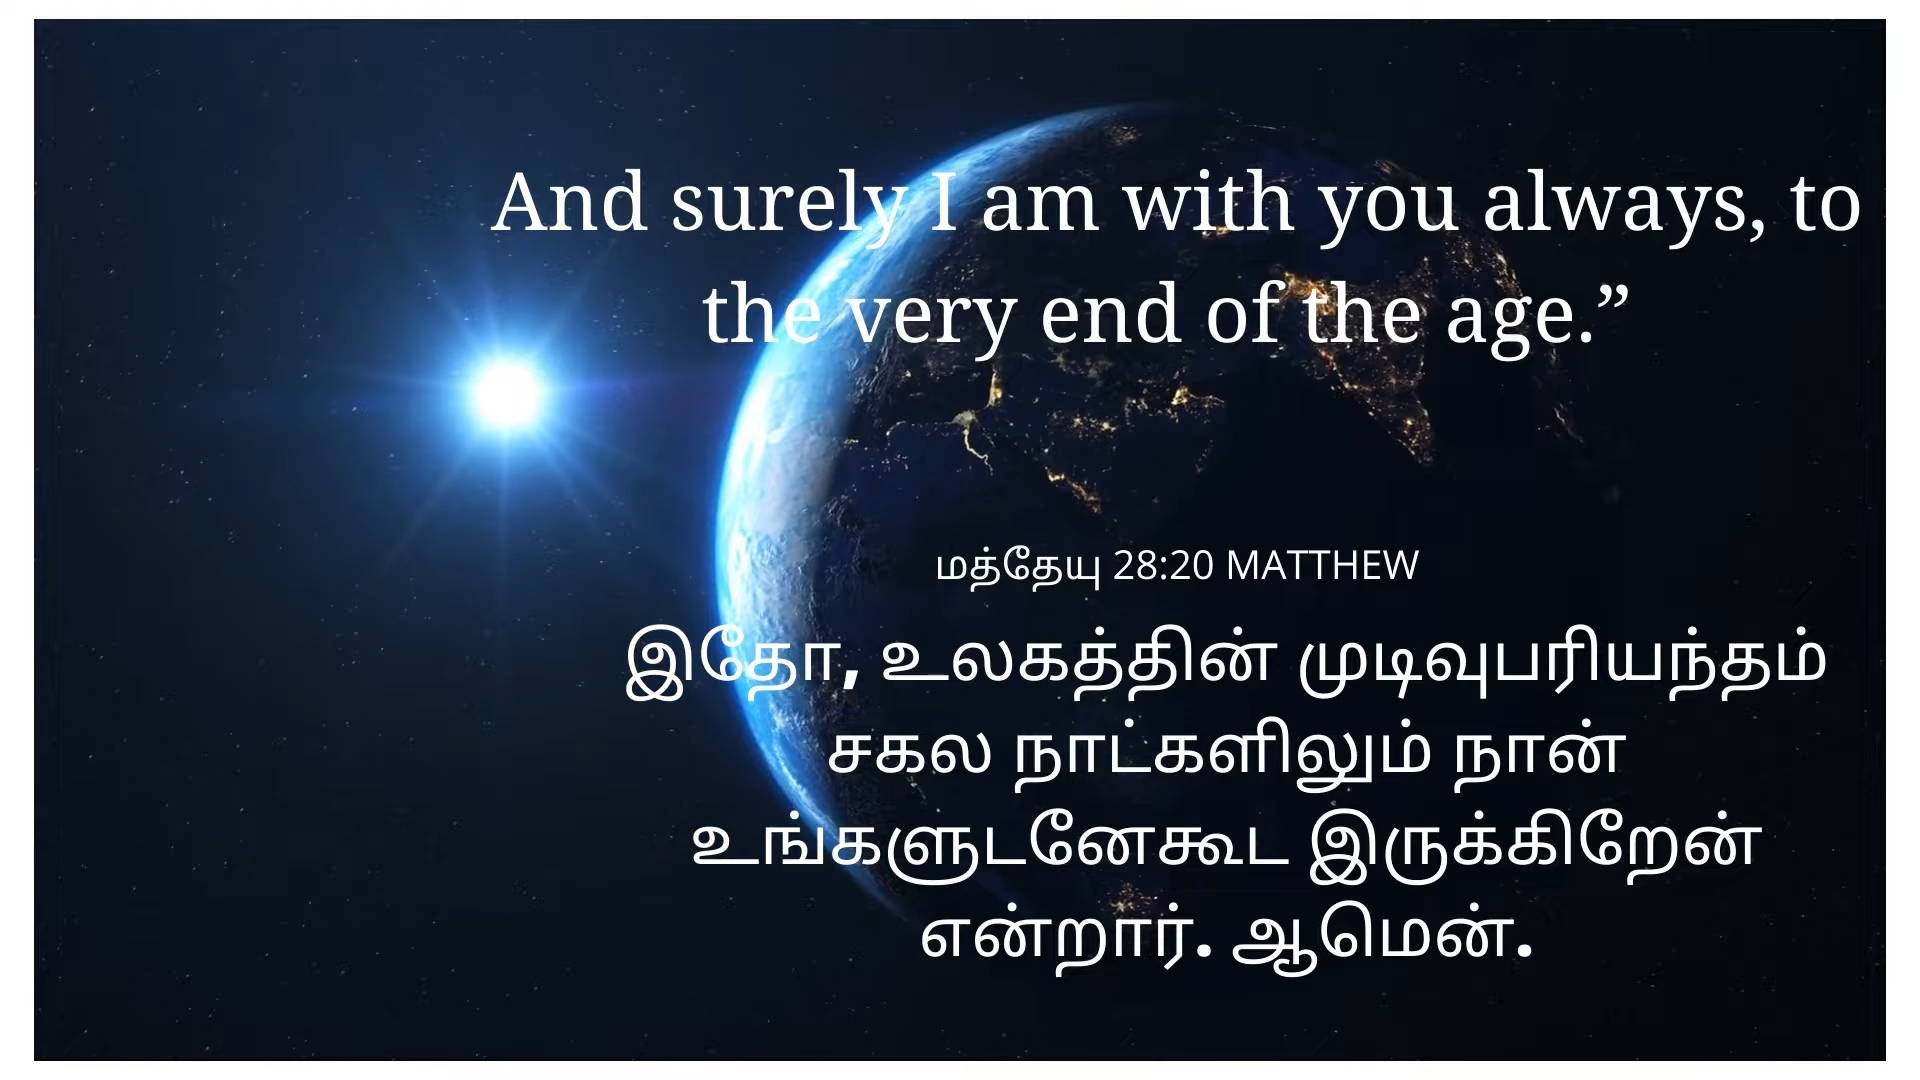 And surely I am with you always, to
the very end of the age.”
மத்தேயு 28:20 MATTHEW
இதோ, உலகத்தின் முடிவுபரியந்தம்
சகல நாட்களிலும் நான்
உங்களுடனேகூட இருக்கிறேன்
என்றார். ஆமென்.